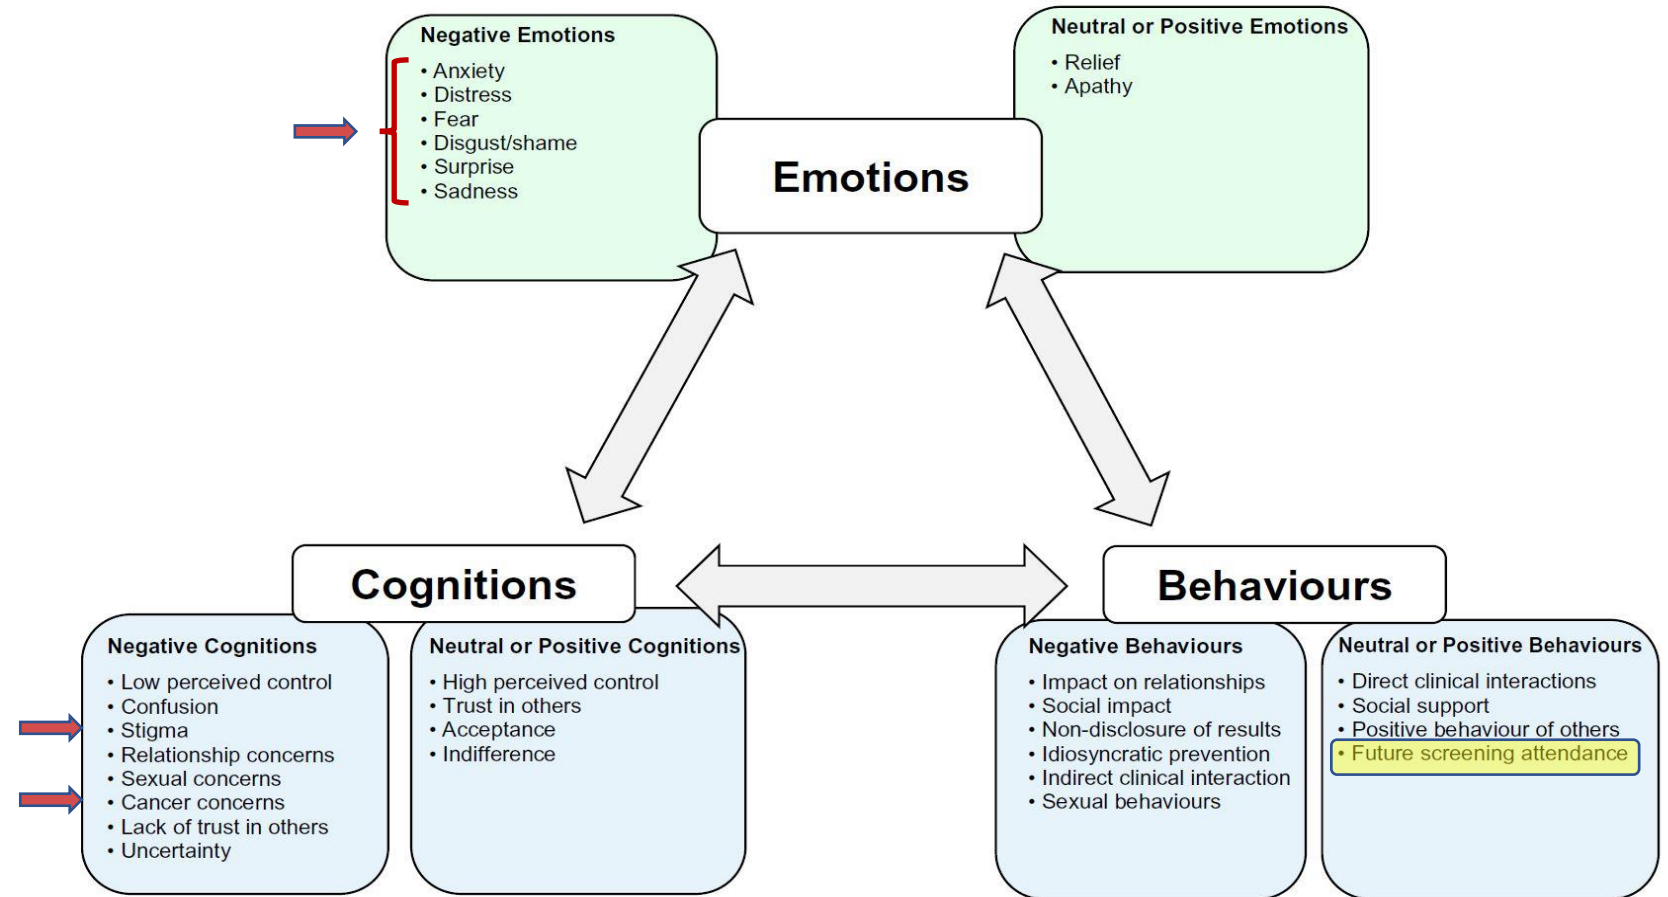 Negative Emotions
• Anxiety
• Distress
• Fear
• Disgust/shame
• Surprise
• Sadness
Neutral or Positive Emotions
• Relief
• Apathy
Emotions
Cognitions
Negative Cognitions
• Low perceived control
• Confusion
• Stigma
• Relationship concerns
• Sexual concerns
• Cancer concerns
• Lack of trust in others
• Uncertainty
Neutral or Positive Cognitions
• High perceived control
• Trust in others
• Acceptance
• Indifference
Behaviours
Negative Behaviours
• Impact on relationships
• Social impact
• Non-disclosure of results
• Idiosyncratic prevention
• Indirect clinical interaction
• Sexual behaviours
Neutral or Positive Behaviours
• Direct clinical interactions
• Social support
• Positive behaviour of others
• Future screening attendance